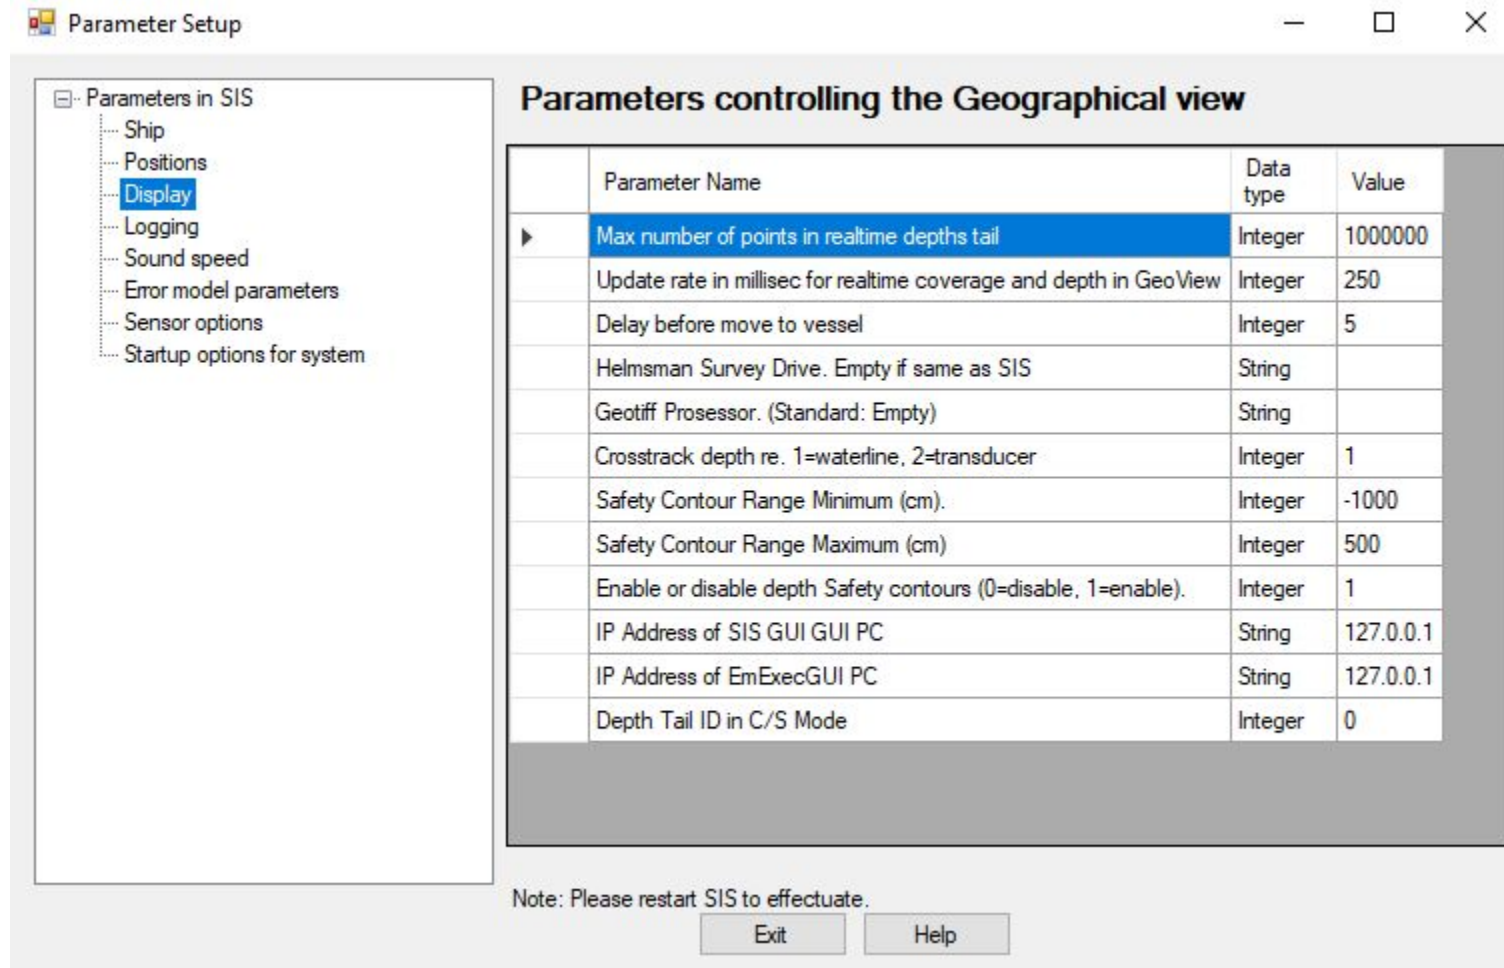 Parameter Setup
Parameters in SIS
Ship
Positions
Display
Logging
Sound speed
Error model parameters
Sensor options
Startup options for system
Parameters controlling the Geographical view
Parameter Name Data type Value
Max number of points in realtime depths tail Integer 1000000
Update rate in millisec for realtime coverage and depth in GeoView Integer 250
Delay before move to vessel Integer 5
Helmsman Survey Drive. Empty if same as SIS String
Geotiff Prosessor. (Standard: Empty) String
Crosstrack depth re. 1=waterline, 2=transducer Integer 1
Safety Contour Range Minimum (cm). Integer -1000
Safety Contour Range Maximum (cm) Integer 500
Enable or disable depth Safety contours (0=disable, 1=enable). Integer 1
IP Address of SIS GUI GUI PC String 127.0.0.1
IP Address of EmExecGUI PC String 127.0.0.1
Depth Tail ID in C/S Mode Integer 0
Note: Please restart SIS to effectuate.
Exit Help